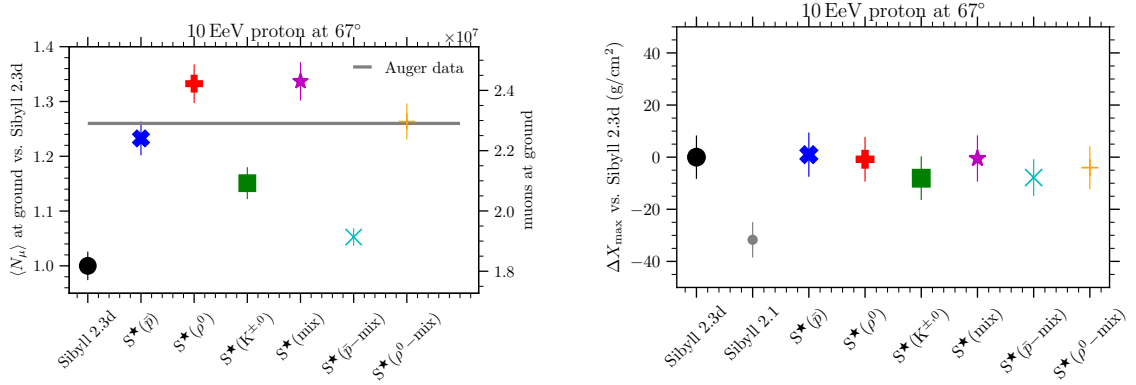 10 EeV proton at 67°
×10⁷
⟨Nμ⟩ at ground vs. Sibyll 2.3d
1.4
1.3
1.2
1.1
1.0
Auger data
2.4
2.2
2.0
1.8
muons at ground
Sibyll 2.3d
S★(p̄)
S★(ρ⁰)
S★(K±,0)
S★(mix)
S★(p̄−mix)
S★(ρ⁰−mix)
10 EeV proton at 67°
ΔXmax vs. Sibyll 2.3d (g/cm²)
40
20
0
−20
−40
Sibyll 2.3d
Sibyll 2.1
S★(p̄)
S★(ρ⁰)
S★(K±,0)
S★(mix)
S★(p̄−mix)
S★(ρ⁰−mix)